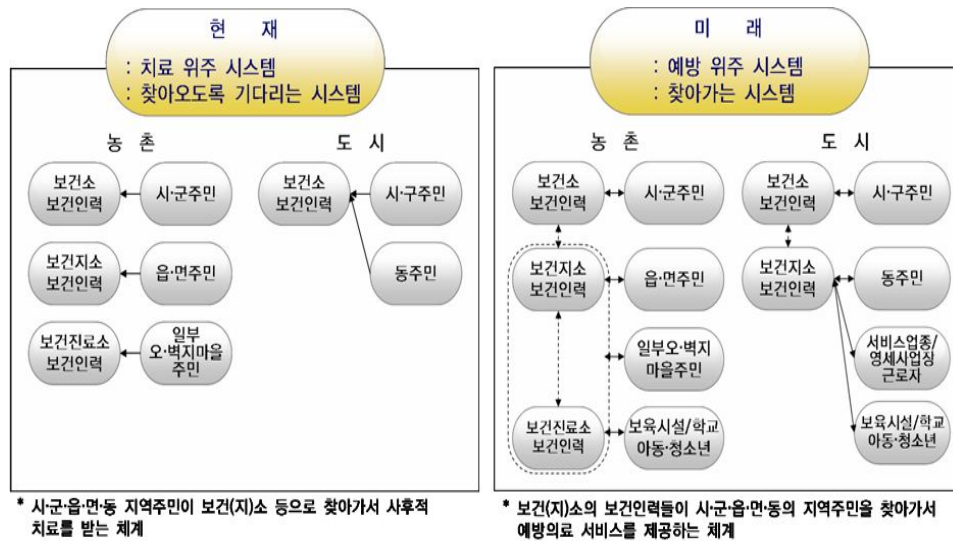 현 재
: 치료 위주 시스템
: 찾아오도록 기다리는 시스템
농 촌
도 시
보건소
보건인력
시·군주민
보건소
보건인력
시·구주민
보건지소
보건인력
읍·면주민
동주민
보건진료소
보건인력
일부
오·벽지마을
주민
* 시·군·읍·면·동 지역주민이 보건(지)소 등으로 찾아가서 사후적
치료를 받는 체계
미 래
: 예방 위주 시스템
: 찾아가는 시스템
농 촌
도 시
보건소
보건인력
시·군주민
보건소
보건인력
시·구주민
보건지소
보건인력
읍·면주민
보건지소
보건인력
동주민
일부오·벽지
마을주민
서비스업종/
영세사업장
근로자
보건진료소
보건인력
보육시설/학교
아동·청소년
보육시설/학교
아동·청소년
* 보건(지)소의 보건인력들이 시·군·읍·면·동의 지역주민을 찾아가서
예방의료 서비스를 제공하는 체계